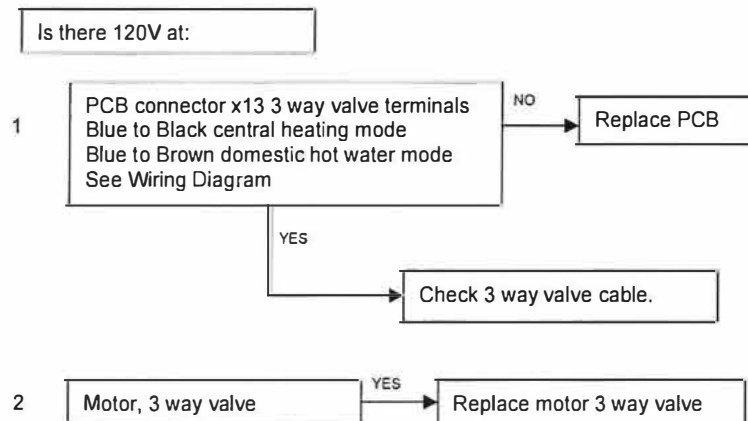 Is there 120V at:
1
PCB connector x13 3 way valve terminals
Blue to Black central heating mode
Blue to Brown domestic hot water mode
See Wiring Diagram
NO
Replace PCB
YES
Check 3 way valve cable.
2
Motor, 3 way valve
YES
Replace motor 3 way valve